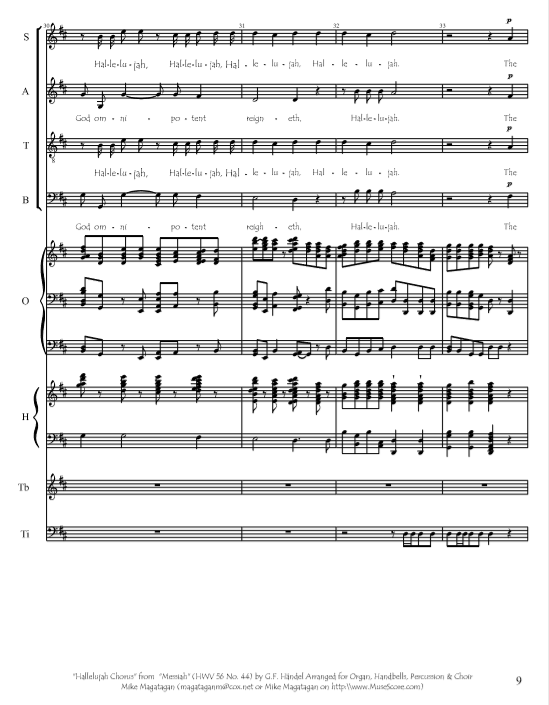 30 31 32 33
p
S
Hal-le-lu-jah, Hal-le-lu-jah, Hal - le - lu - jah, Hal - le - lu - jah. The
p
A
God om - ni - po - tent reign - eth. Hal-le-lu-jah. The
p
T
8
Hal-le-lu-jah, Hal-le-lu-jah, Hal - le - lu - jah, Hal - le - lu - jah. The
p
B
God om - ni - po - tent reigh - eth. Hal-le-lu-jah. The
O
H
Tb
Ti
"Hallelujah Chorus" from "Messiah" (HWV 56 No. 44) by G.F. Händel Arranged for Organ, Handbells, Percussion & Choir
Mike Magatagan (magataganm@cox.net or Mike Magatagan on http:\\www.MuseScore.com)
9